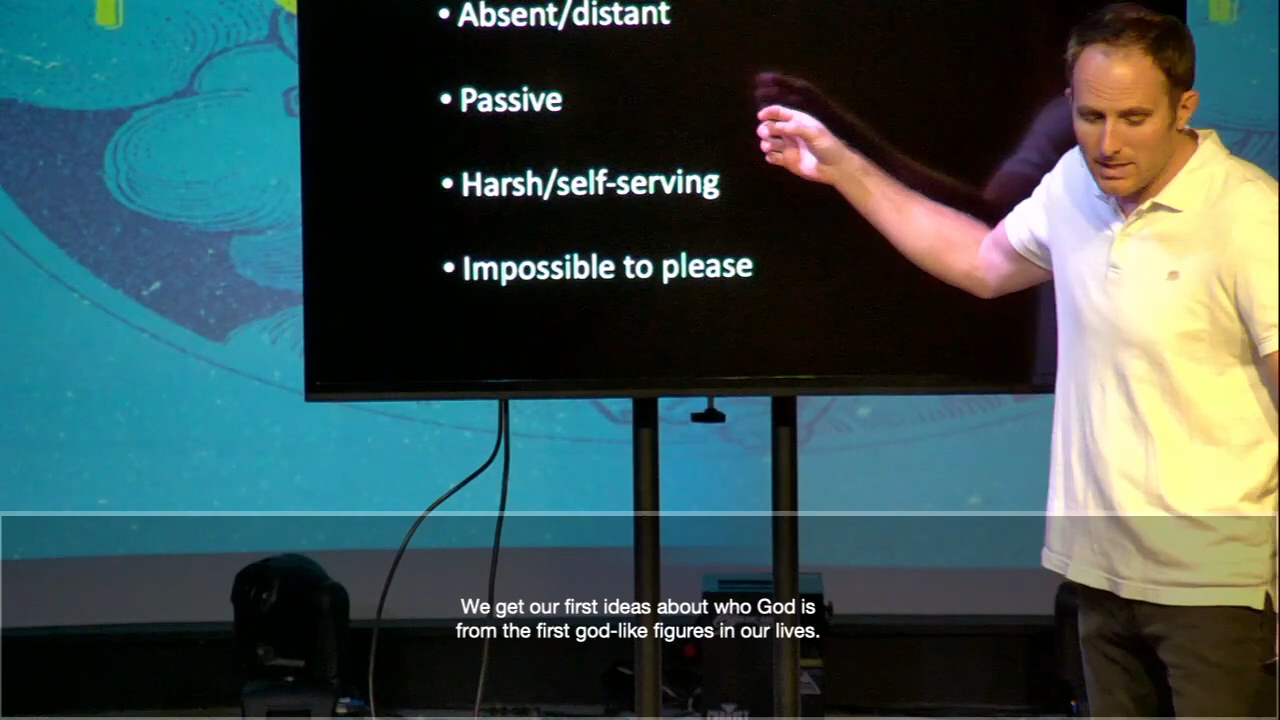 • Absent/distant
• Passive
• Harsh/self-serving
• Impossible to please
We get our first ideas about who God is
from the first god-like figures in our lives.